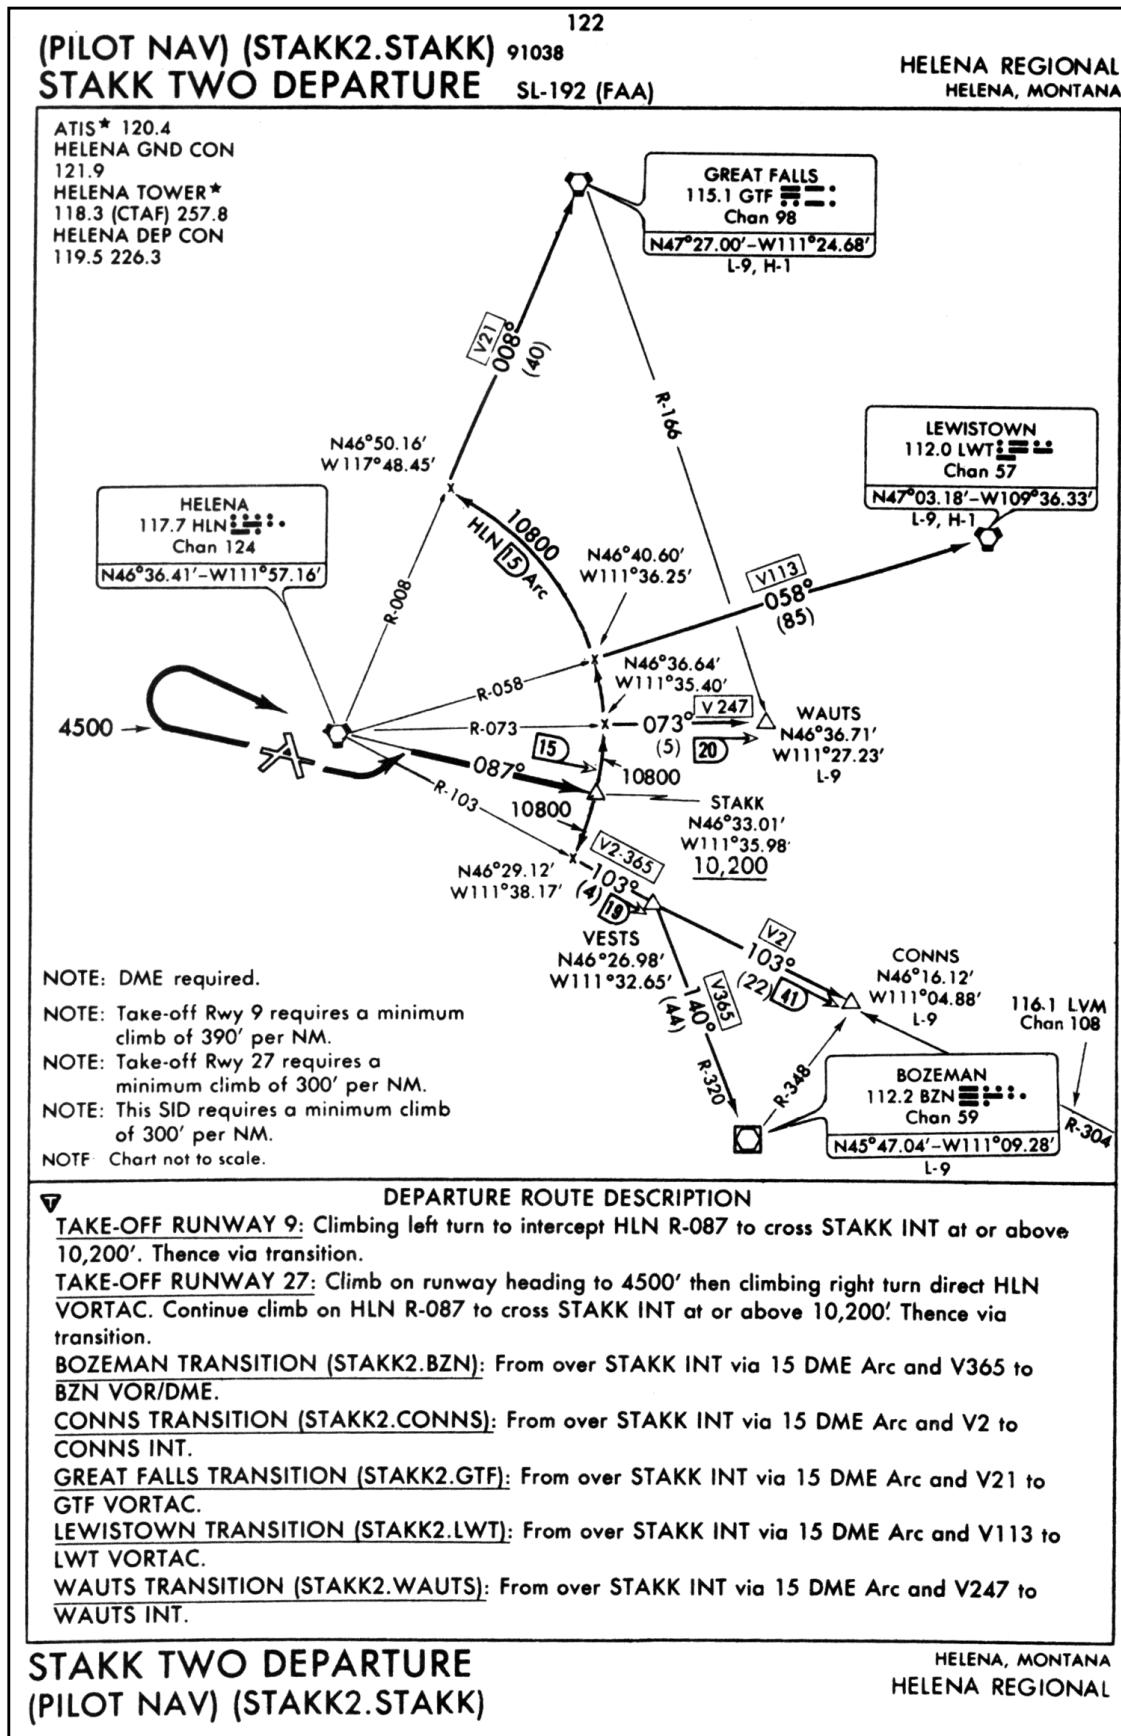 122
(PILOT NAV) (STAKK2.STAKK) 91038
STAKK TWO DEPARTURE SL-192 (FAA)
HELENA REGIONAL
HELENA, MONTANA
ATIS★ 120.4
HELENA GND CON
121.9
HELENA TOWER★
118.3 (CTAF) 257.8
HELENA DEP CON
119.5 226.3
GREAT FALLS
115.1 GTF
Chan 98
N47°27.00′–W111°24.68′
L-9, H-1
V21
008°
(40)
R-166
N46°50.16′
W117°48.45′
LEWISTOWN
112.0 LWT
Chan 57
N47°03.18′–W109°36.33′
L-9, H-1
HELENA
117.7 HLN
Chan 124
N46°36.41′–W111°57.16′
10800
HLN 15 Arc
N46°40.60′
W111°36.25′
V113
058°
(85)
R-008
R-058
N46°36.64′
W111°35.40′
4500
R-073
V 247
073°
(5)
20
WAUTS
N46°36.71′
W111°27.23′
L-9
15
087°
10800
R-103
10800
STAKK
N46°33.01′
W111°35.98′
10,200
N46°29.12′
W111°38.17′
V2-365
103°
(4)
19
VESTS
N46°26.98′
W111°32.65′
V2
103°
(22)
41
CONNS
N46°16.12′
W111°04.88′
L-9
116.1 LVM
Chan 108
V365
140°
(44)
R-320
R-348
R-304
BOZEMAN
112.2 BZN
Chan 59
N45°47.04′–W111°09.28′
L-9
NOTE: DME required.
NOTE: Take-off Rwy 9 requires a minimum
climb of 390′ per NM.
NOTE: Take-off Rwy 27 requires a
minimum climb of 300′ per NM.
NOTE: This SID requires a minimum climb
of 300′ per NM.
NOTE Chart not to scale.
T
DEPARTURE ROUTE DESCRIPTION
TAKE-OFF RUNWAY 9: Climbing left turn to intercept HLN R-087 to cross STAKK INT at or above
10,200′. Thence via transition.
TAKE-OFF RUNWAY 27: Climb on runway heading to 4500′ then climbing right turn direct HLN
VORTAC. Continue climb on HLN R-087 to cross STAKK INT at or above 10,200′. Thence via
transition.
BOZEMAN TRANSITION (STAKK2.BZN): From over STAKK INT via 15 DME Arc and V365 to
BZN VOR/DME.
CONNS TRANSITION (STAKK2.CONNS): From over STAKK INT via 15 DME Arc and V2 to
CONNS INT.
GREAT FALLS TRANSITION (STAKK2.GTF): From over STAKK INT via 15 DME Arc and V21 to
GTF VORTAC.
LEWISTOWN TRANSITION (STAKK2.LWT): From over STAKK INT via 15 DME Arc and V113 to
LWT VORTAC.
WAUTS TRANSITION (STAKK2.WAUTS): From over STAKK INT via 15 DME Arc and V247 to
WAUTS INT.
STAKK TWO DEPARTURE
(PILOT NAV) (STAKK2.STAKK)
HELENA, MONTANA
HELENA REGIONAL